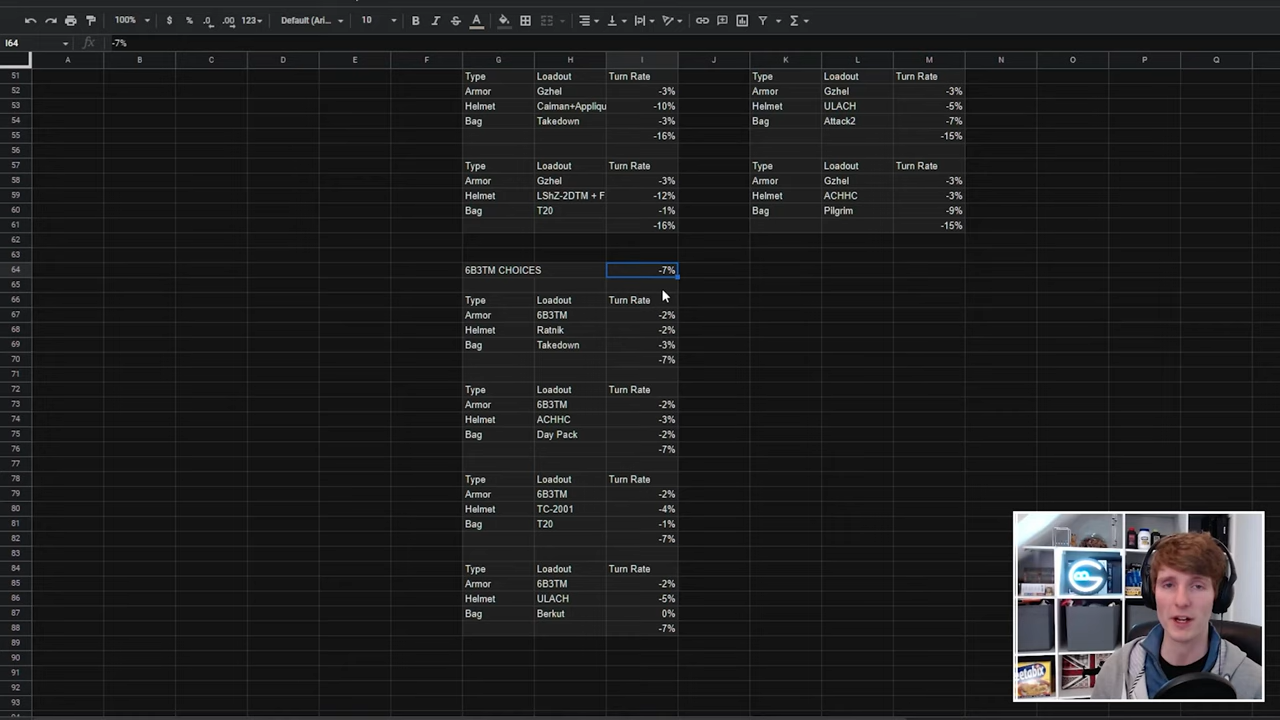 100% $ % .0 .00 123 Default (Ari... 10 B I S A
I64 fx -7%
A B C D E F G H I J K L M N O P Q
51 Type Loadout Turn Rate Type Loadout Turn Rate
52 Armor Gzhel -3% Armor Gzhel -3%
53 Helmet Caiman+Appliqu -10% Helmet ULACH -5%
54 Bag Takedown -3% Bag Attack2 -7%
55 -16% -15%
56
57 Type Loadout Turn Rate Type Loadout Turn Rate
58 Armor Gzhel -3% Armor Gzhel -3%
59 Helmet LShZ-2DTM + F -12% Helmet ACHHC -3%
60 Bag T20 -1% Bag Pilgrim -9%
61 -16% -15%
62
63
64 6B3TM CHOICES -7%
65
66 Type Loadout Turn Rate
67 Armor 6B3TM -2%
68 Helmet Ratnik -2%
69 Bag Takedown -3%
70 -7%
71
72 Type Loadout Turn Rate
73 Armor 6B3TM -2%
74 Helmet ACHHC -3%
75 Bag Day Pack -2%
76 -7%
77
78 Type Loadout Turn Rate
79 Armor 6B3TM -2%
80 Helmet TC-2001 -4%
81 Bag T20 -1%
82 -7%
83
84 Type Loadout Turn Rate
85 Armor 6B3TM -2%
86 Helmet ULACH -5%
87 Bag Berkut 0%
88 -7%
89
90
91
92
93